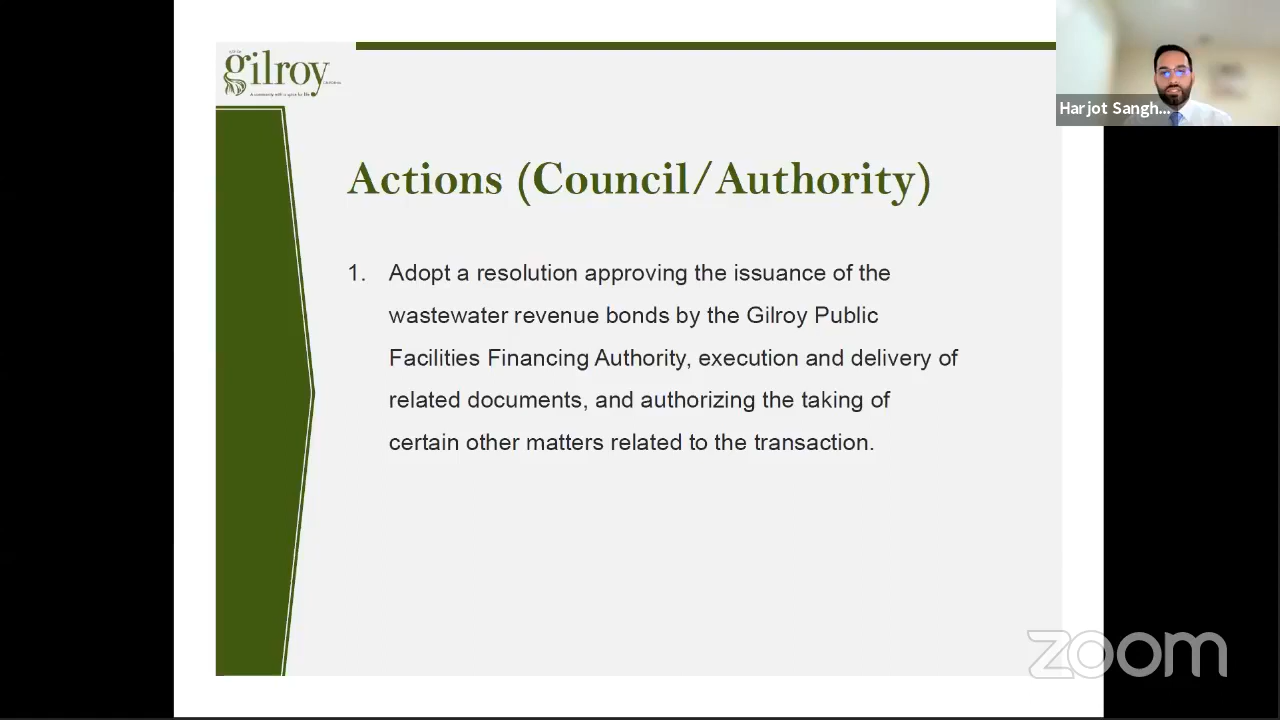 gilroy
Harjot Sangh...
Actions (Council/Authority)
1. Adopt a resolution approving the issuance of the
wastewater revenue bonds by the Gilroy Public
Facilities Financing Authority, execution and delivery of
related documents, and authorizing the taking of
certain other matters related to the transaction.
zoom